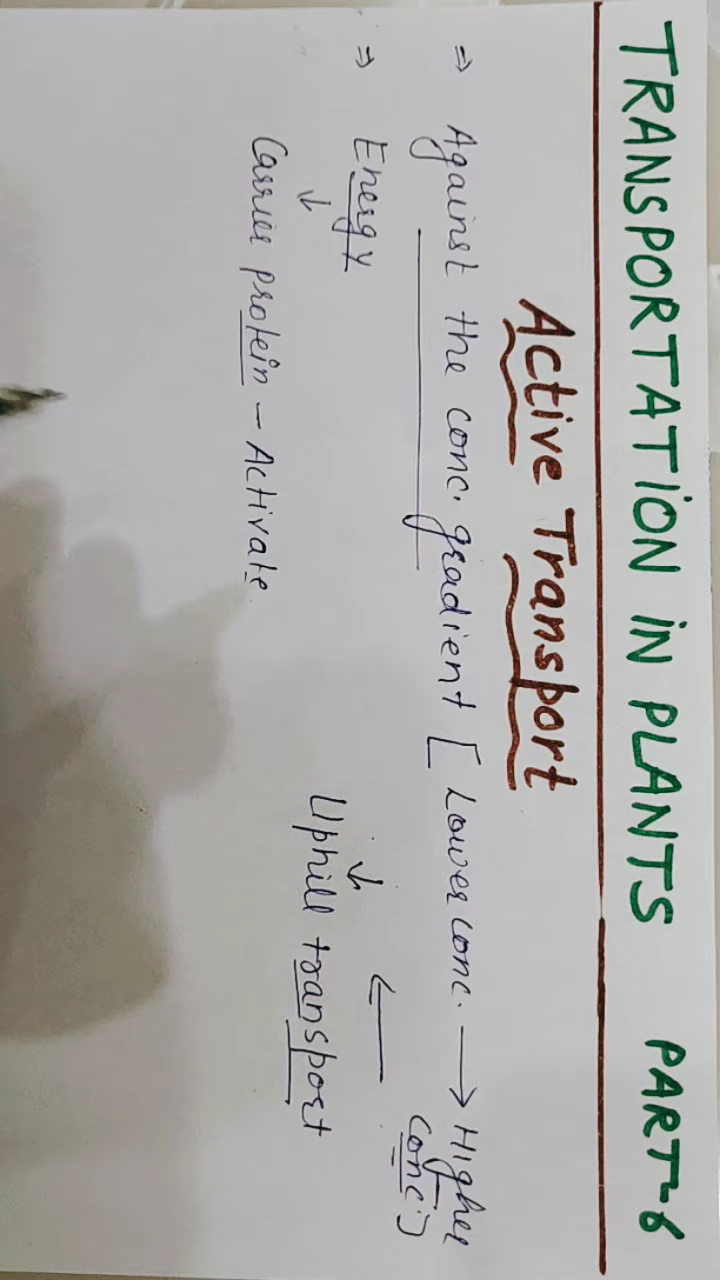 TRANSPORTATION IN PLANTS PART-6
Active Transport
⇒ Against the conc. gradient [ Lower conc. → Higher
conc.]
⇒ Energy ↓ ←
↓ Uphill transport
Carrier protein – Activate